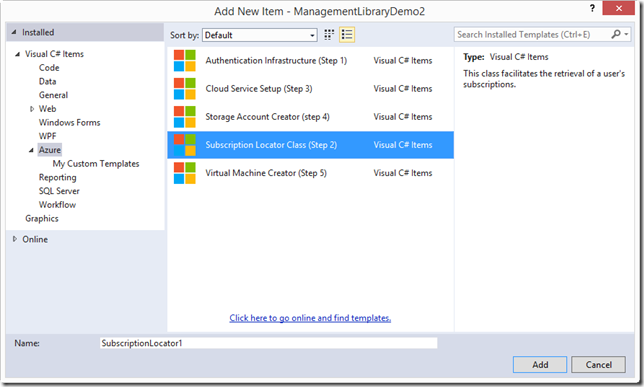 Add New Item - ManagementLibraryDemo2
?
Installed
Visual C# Items
Code
Data
General
Web
Windows Forms
WPF
Azure
My Custom Templates
Reporting
SQL Server
Workflow
Graphics
Online
Sort by: Default
Search Installed Templates (Ctrl+E)
Authentication Infrastructure (Step 1) Visual C# Items
Cloud Service Setup (Step 3) Visual C# Items
Storage Account Creator (step 4) Visual C# Items
Subscription Locator Class (Step 2) Visual C# Items
Virtual Machine Creator (Step 5) Visual C# Items
Click here to go online and find templates.
Type: Visual C# Items
This class facilitates the retrieval of a user's
subscriptions.
Name: SubscriptionLocator1
Add Cancel